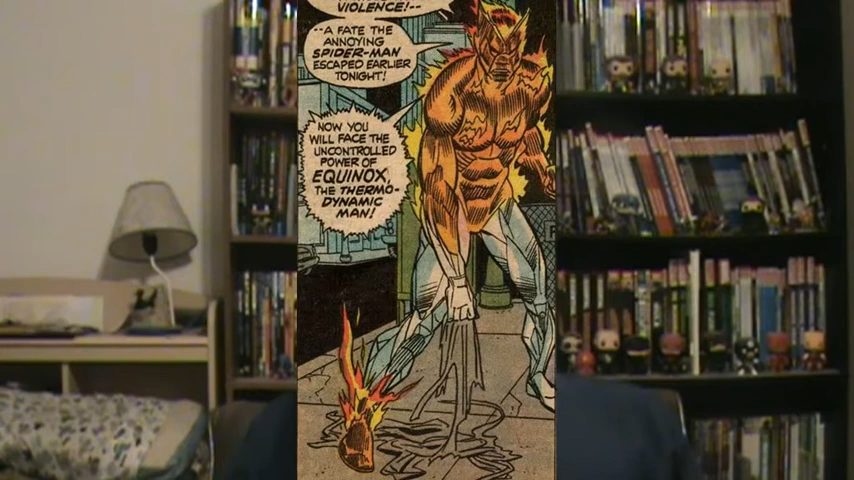 VIOLENCE!--
--A FATE THE
ANNOYING
SPIDER-MAN
ESCAPED EARLIER
TONIGHT!
NOW YOU
WILL FACE THE
UNCONTROLLED
POWER OF
EQUINOX,
THE THERMO-
DYNAMIC
MAN!